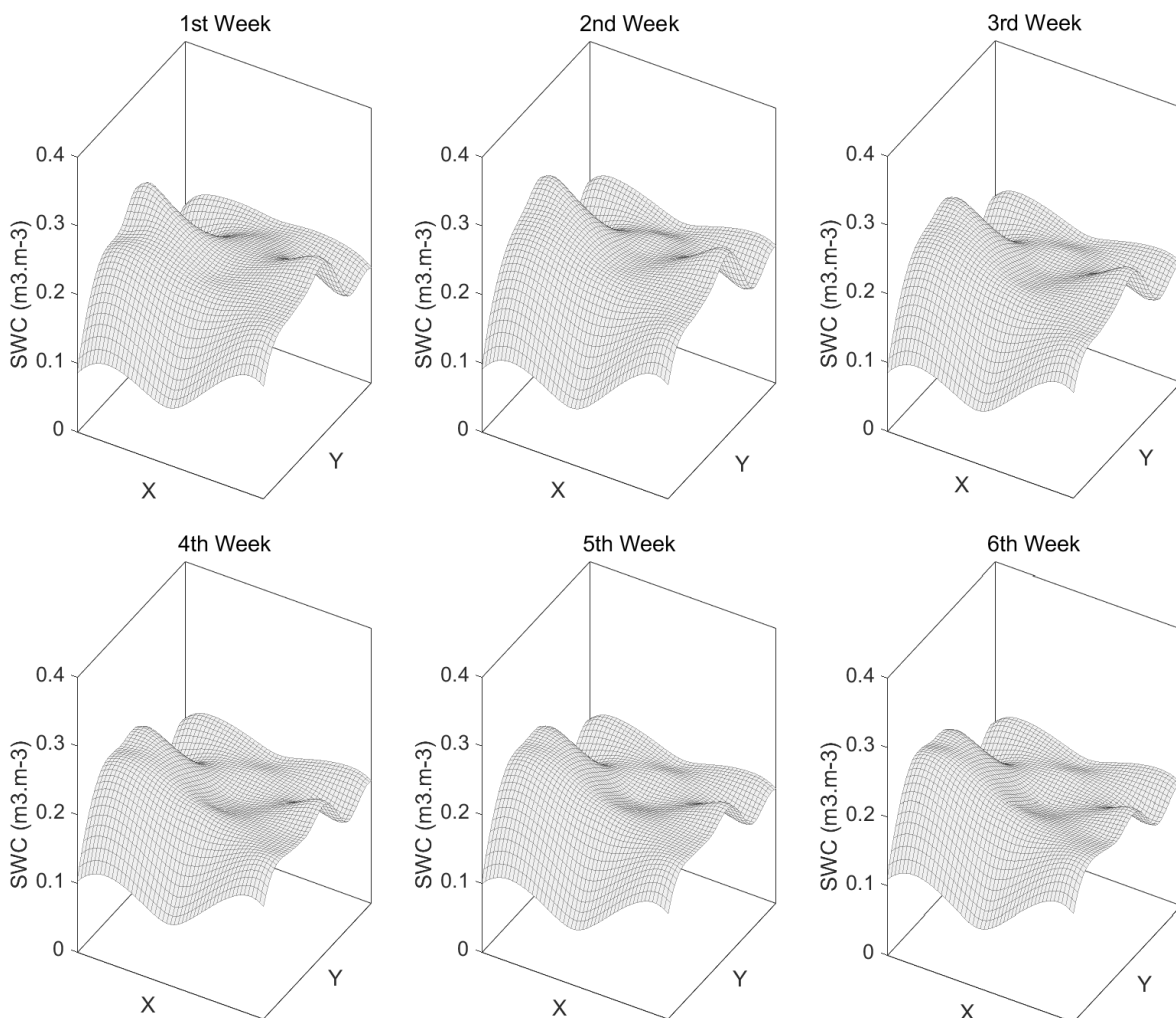 1st Week
2nd Week
3rd Week
0.4
0.3
0.2
0.1
0
SWC (m3.m-3)
X
Y
0.4
0.3
0.2
0.1
0
SWC (m3.m-3)
X
Y
0.4
0.3
0.2
0.1
0
SWC (m3.m-3)
X
Y
4th Week
5th Week
6th Week
0.4
0.3
0.2
0.1
0
SWC (m3.m-3)
X
Y
0.4
0.3
0.2
0.1
0
SWC (m3.m-3)
X
Y
0.4
0.3
0.2
0.1
0
SWC (m3.m-3)
X
Y